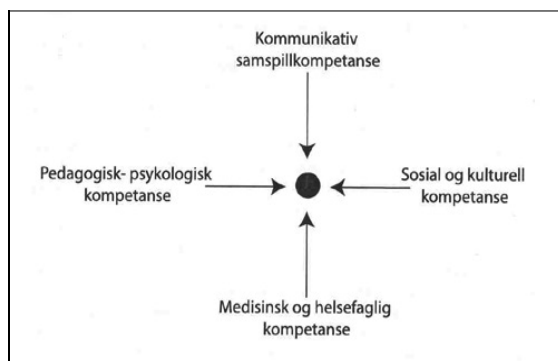 Kommunikativ
samspillkompetanse
Pedagogisk- psykologisk
kompetanse
Sosial og kulturell
kompetanse
Medisinsk og helsefaglig
kompetanse